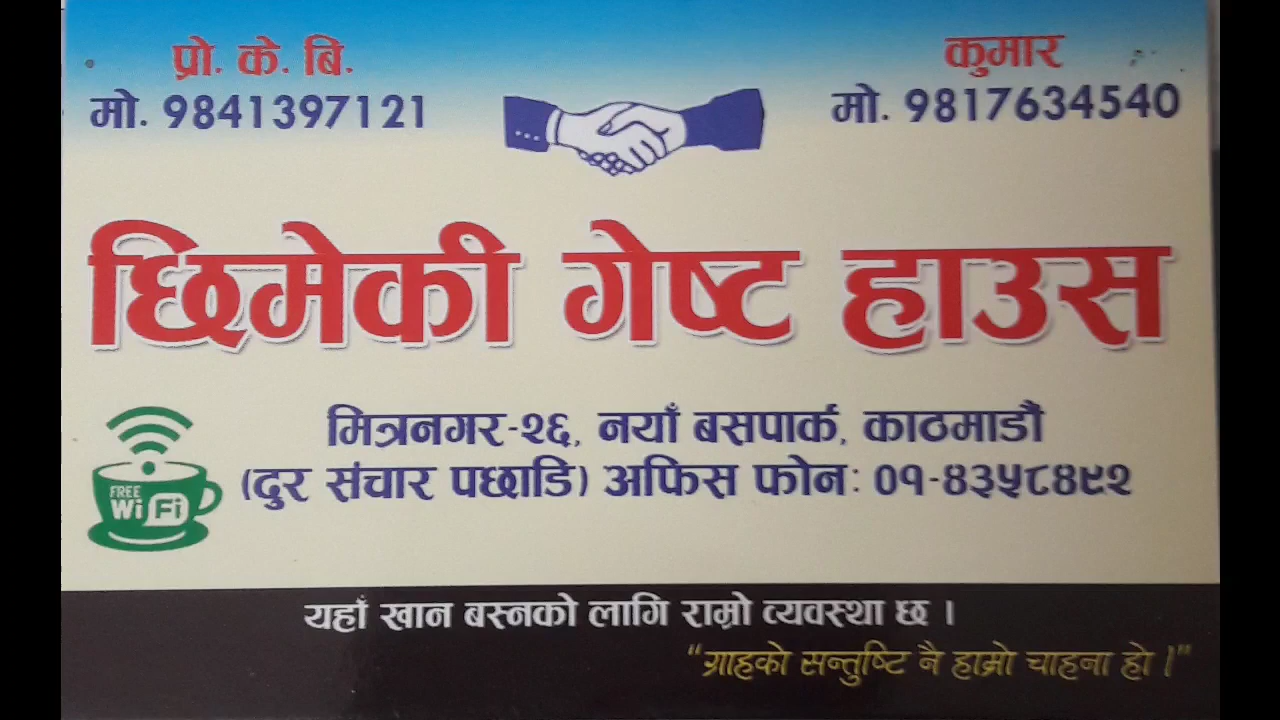 प्रो. के. बि.
मो. 9841397121
कुमार
मो. 9817634540
छिमेकी गेष्ट हाउस
मित्रनगर-२६, नयाँ बसपार्क, काठमाडौं
(दुर संचार पछाडि) अफिस फोन: ०१-४३५८४९२
FREE
WiFi
यहाँ खान बस्नको लागि राम्रो व्यवस्था छ ।
"ग्राहको सन्तुष्टि नै हाम्रो चाहना हो ।"